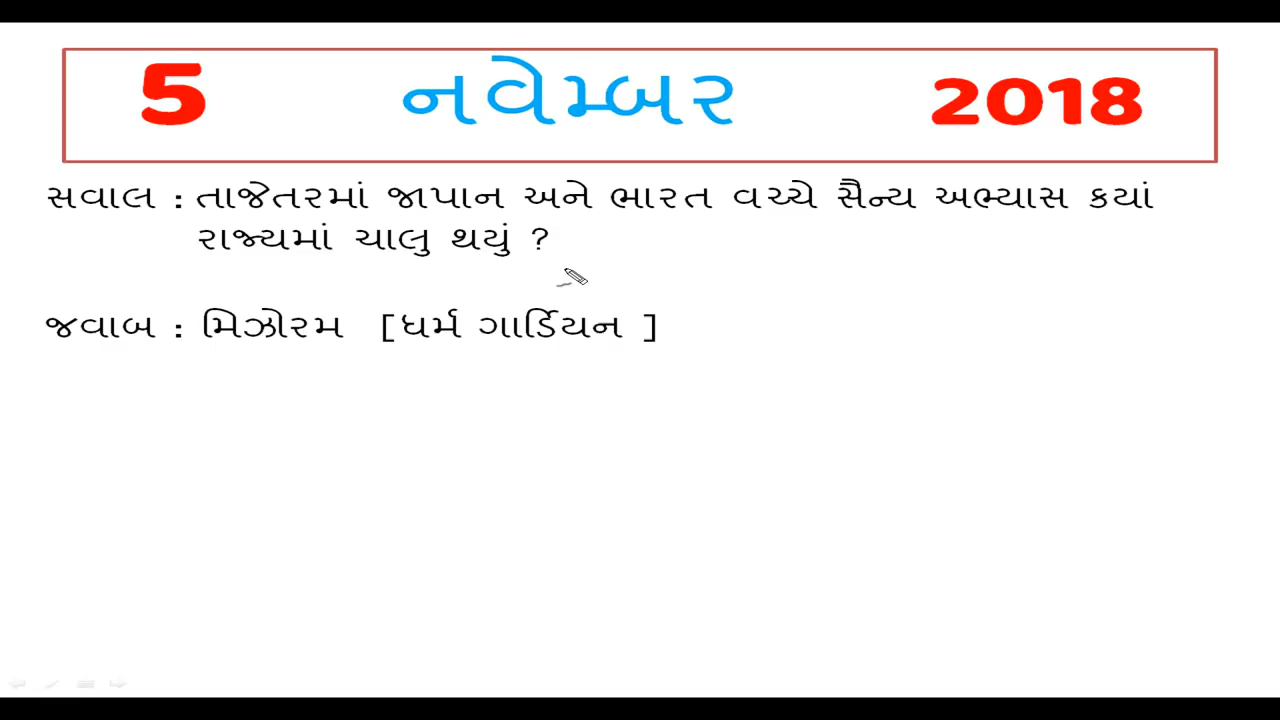 5 નવેમ્બર 2018
સવાલ : તાજેતરમાં જાપાન અને ભારત વચ્ચે સૈન્ય અભ્યાસ કયાં
રાજ્યમાં ચાલુ થયું ?
જવાબ : મિઝોરમ [ધર્મ ગાર્ડિયન ]